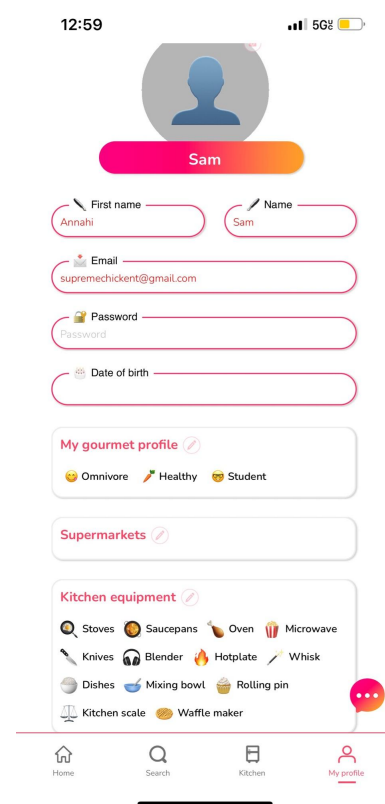 12:59
5G
Sam
First name
Name
Annahi
Sam
Email
supremechickent@gmail.com
Password
Password
Date of birth
My gourmet profile
Omnivore Healthy Student
Supermarkets
Kitchen equipment
Stoves Saucepans Oven Microwave
Knives Blender Hotplate Whisk
Dishes Mixing bowl Rolling pin
Kitchen scale Waffle maker
Home Search Kitchen My profile